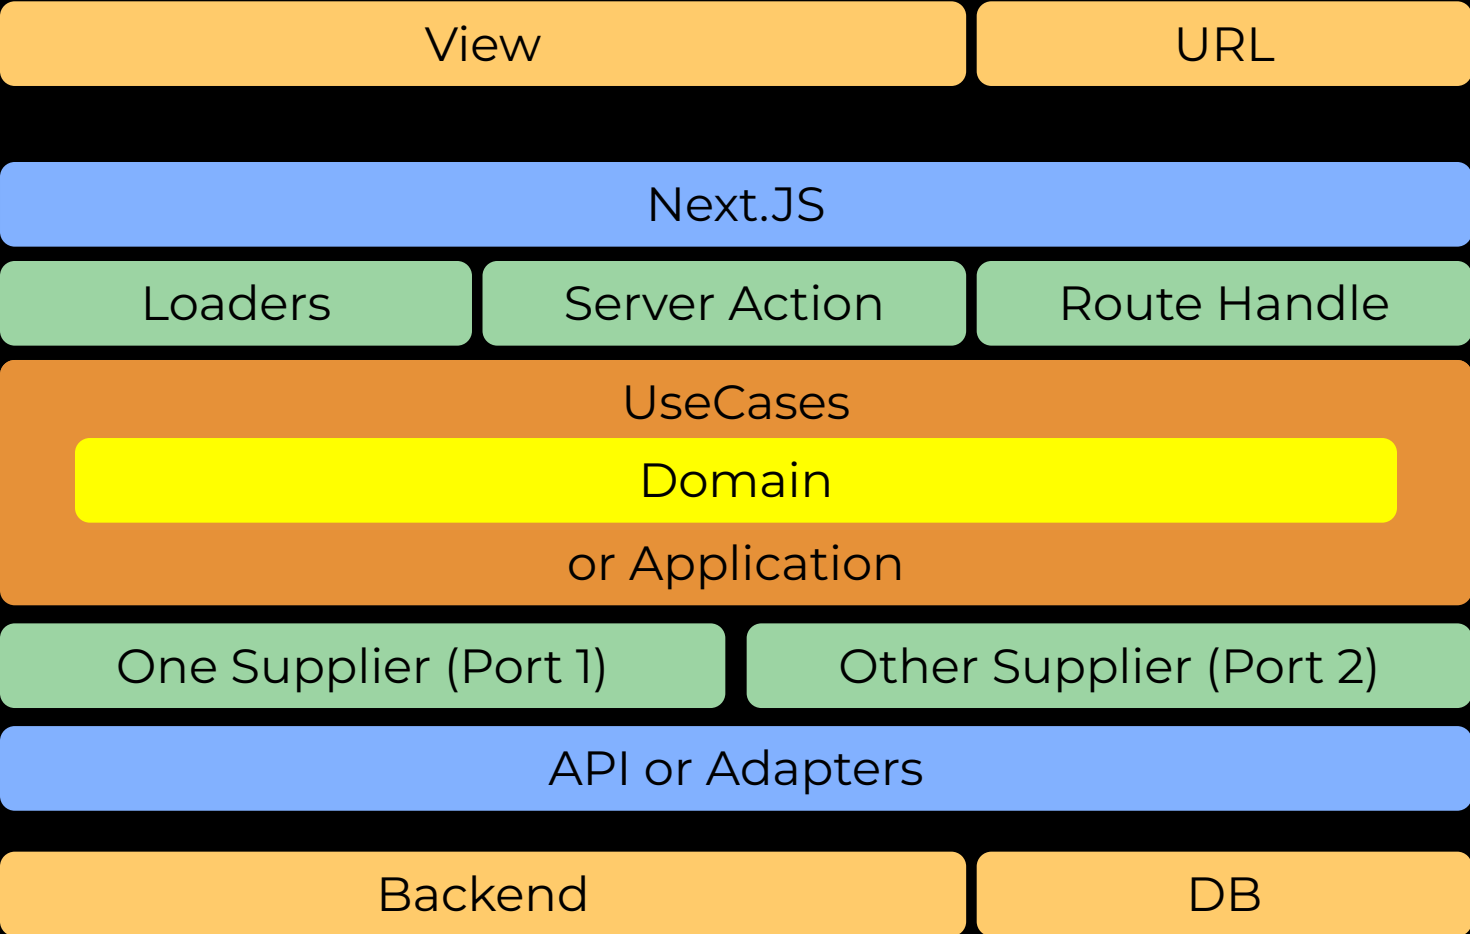 View
URL
Next.JS
Loaders
Server Action
Route Handle
UseCases
Domain
or Application
One Supplier (Port 1)
Other Supplier (Port 2)
API or Adapters
Backend
DB